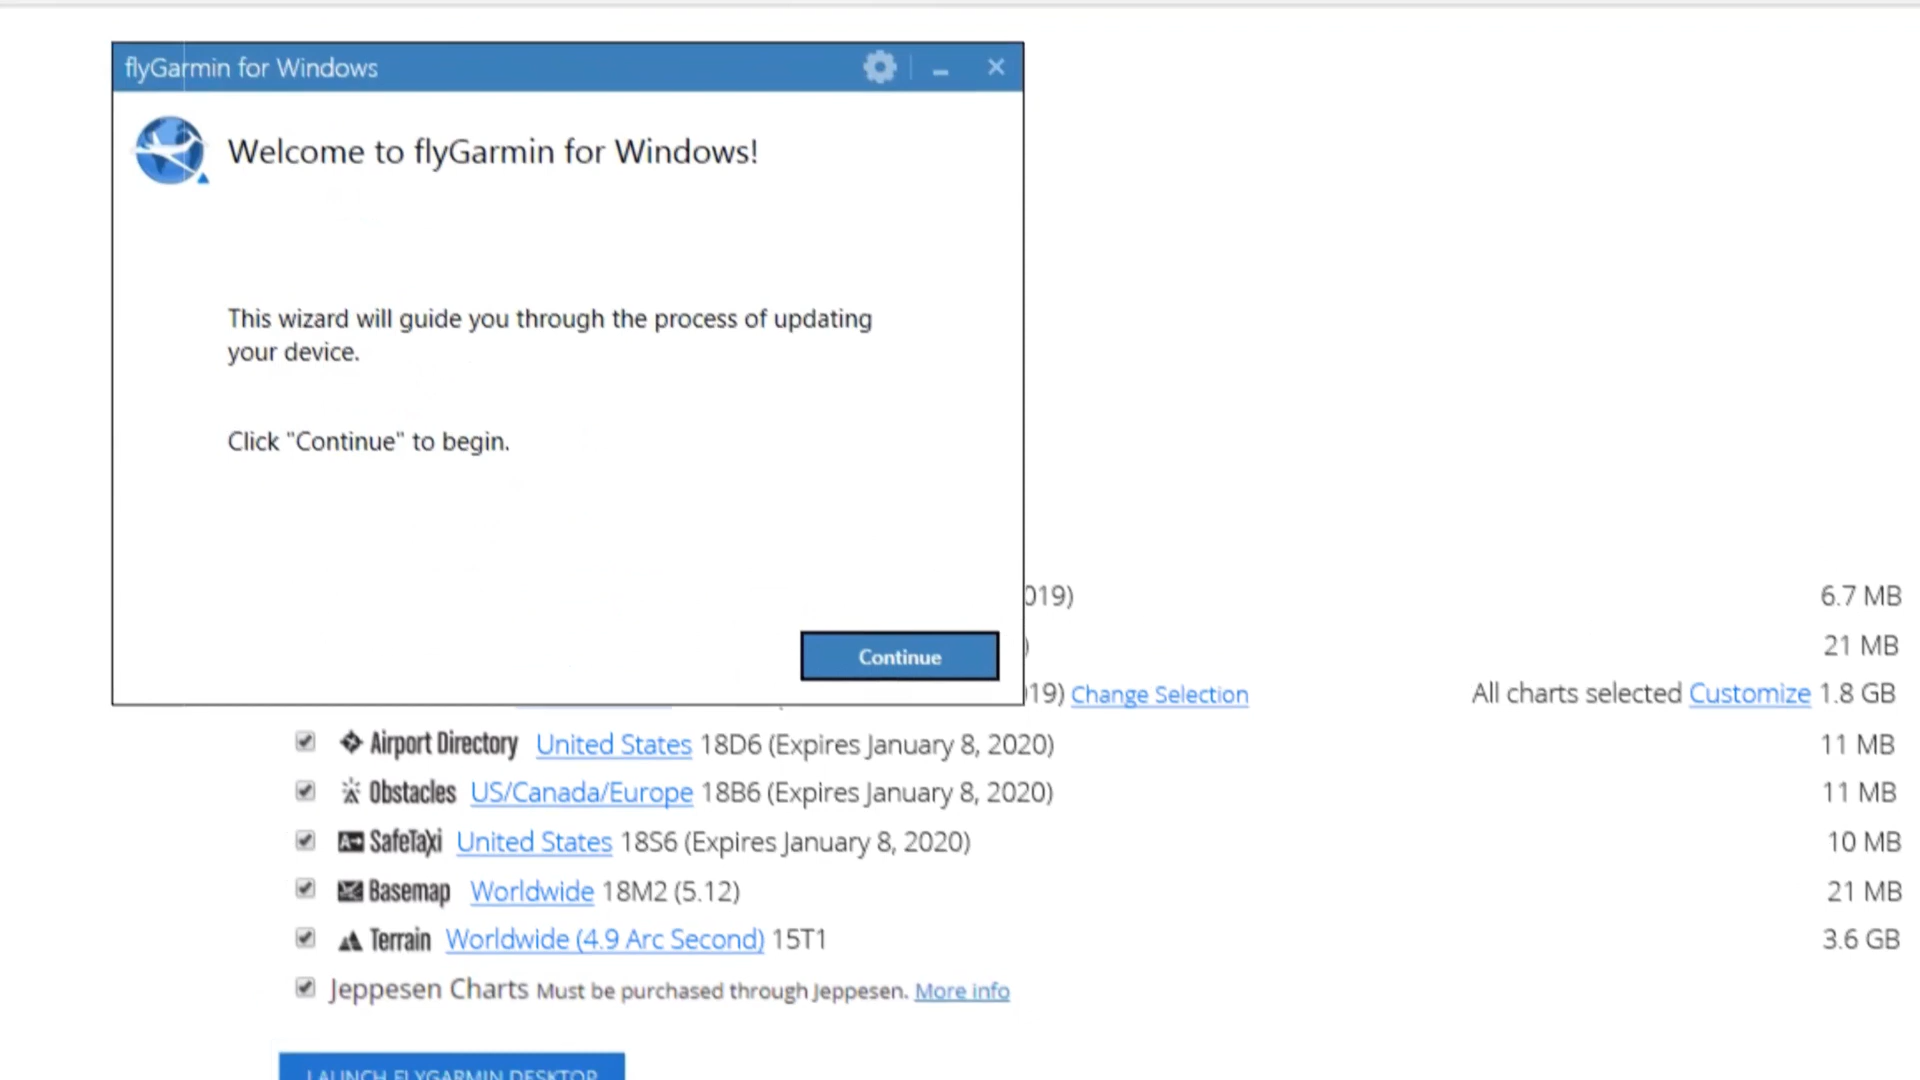 flyGarmin for Windows
Welcome to flyGarmin for Windows!
This wizard will guide you through the process of updating
your device.
Click "Continue" to begin.
Continue
019) 6.7 MB
) 21 MB
19) Change Selection All charts selected Customize 1.8 GB
Airport Directory United States 18D6 (Expires January 8, 2020) 11 MB
Obstacles US/Canada/Europe 18B6 (Expires January 8, 2020) 11 MB
SafeTaxi United States 18S6 (Expires January 8, 2020) 10 MB
Basemap Worldwide 18M2 (5.12) 21 MB
Terrain Worldwide (4.9 Arc Second) 15T1 3.6 GB
Jeppesen Charts Must be purchased through Jeppesen. More info
LAUNCH FLYGARMIN DESKTOP